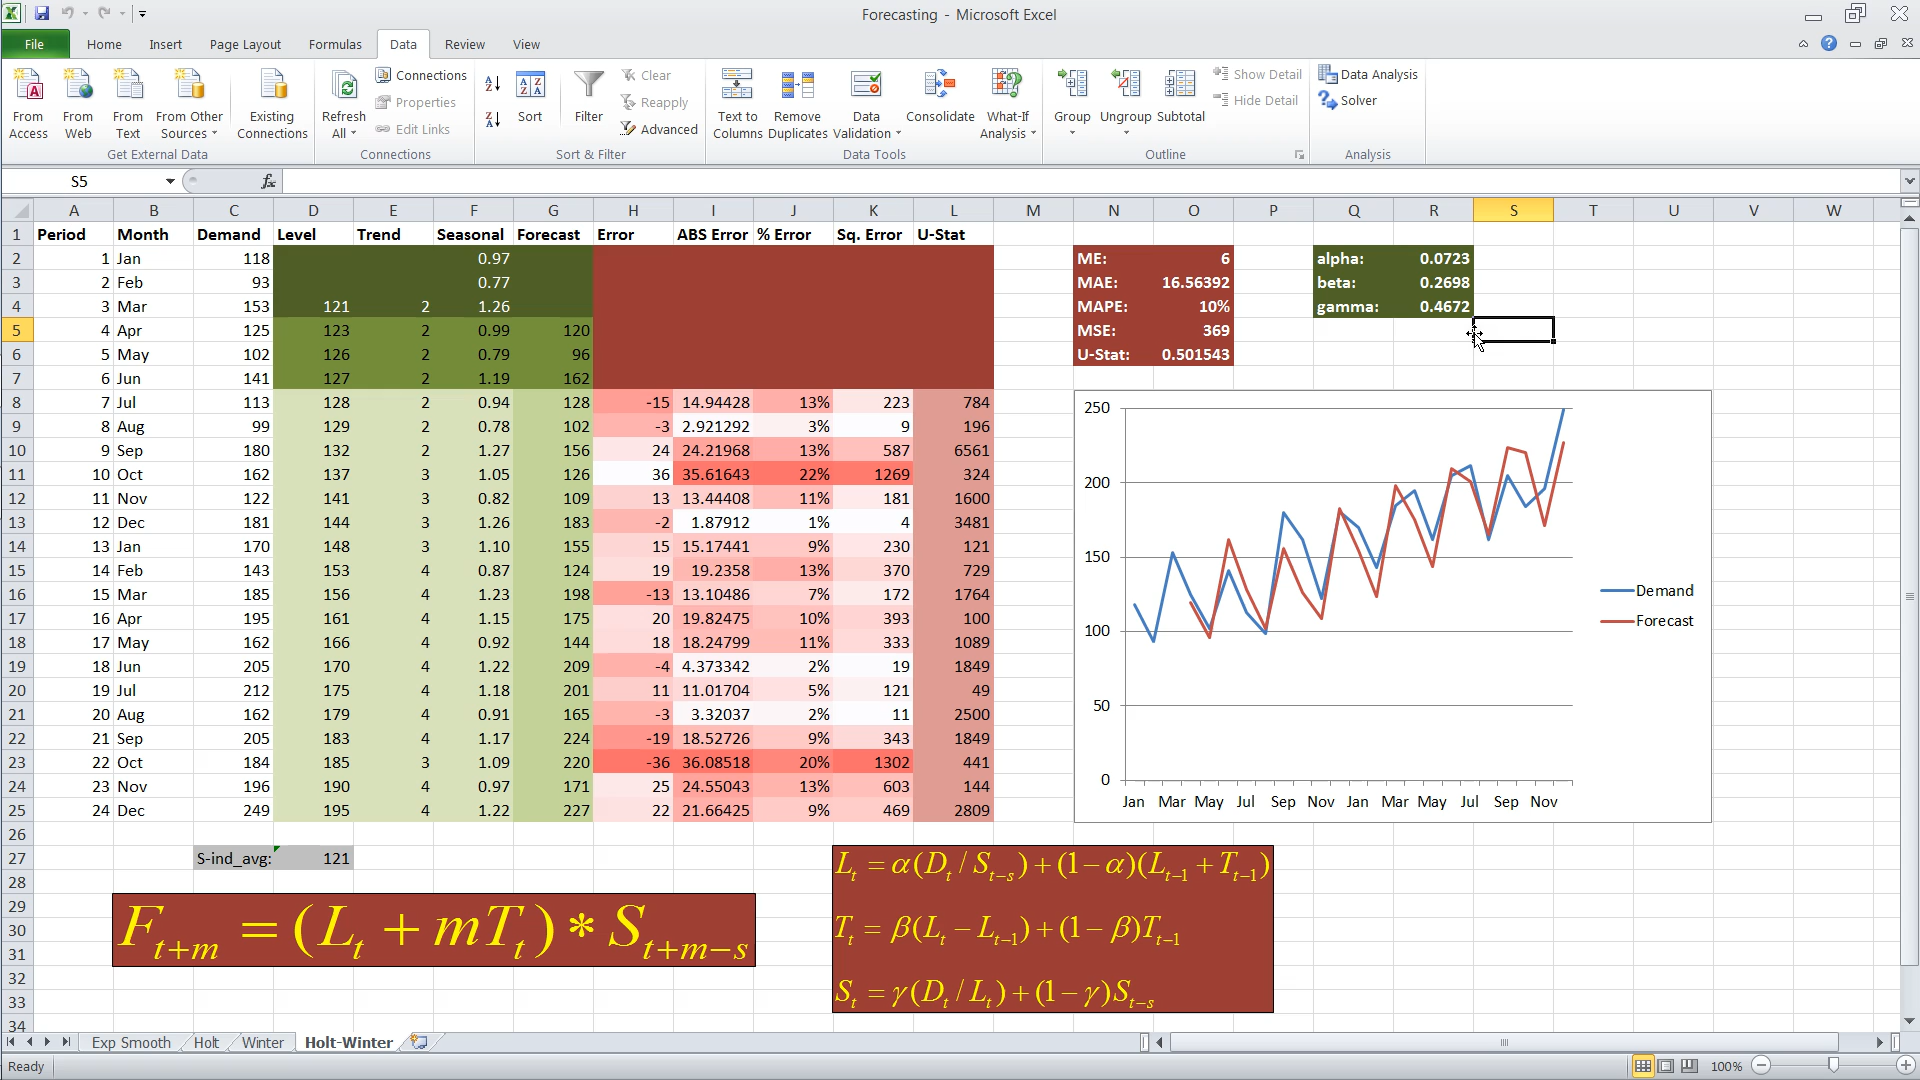 Forecasting - Microsoft Excel
File Home Insert Page Layout Formulas Data Review View
From Access From Web From Text From Other Sources Existing Connections Refresh All Connections Properties Edit Links Sort Filter Clear Reapply Advanced Text to Columns Remove Duplicates Data Validation Consolidate What-If Analysis Group Ungroup Subtotal Show Detail Hide Detail Data Analysis Solver
Get External Data Connections Sort & Filter Data Tools Outline Analysis
S5 fx
A B C D E F G H I J K L M N O P Q R S T U V W
1 Period Month Demand Level Trend Seasonal Forecast Error ABS Error % Error Sq. Error U-Stat
2 1 Jan 118 0.97 ME: 6 alpha: 0.0723
3 2 Feb 93 0.77 MAE: 16.56392 beta: 0.2698
4 3 Mar 153 121 2 1.26 MAPE: 10% gamma: 0.4672
5 4 Apr 125 123 2 0.99 120 MSE: 369
6 5 May 102 126 2 0.79 96 U-Stat: 0.501543
7 6 Jun 141 127 2 1.19 162
8 7 Jul 113 128 2 0.94 128 -15 14.94428 13% 223 784
9 8 Aug 99 129 2 0.78 102 -3 2.921292 3% 9 196
10 9 Sep 180 132 2 1.27 156 24 24.21968 13% 587 6561
11 10 Oct 162 137 3 1.05 126 36 35.61643 22% 1269 324
12 11 Nov 122 141 3 0.82 109 13 13.44408 11% 181 1600
13 12 Dec 181 144 3 1.26 183 -2 1.87912 1% 4 3481
14 13 Jan 170 148 3 1.10 155 15 15.17441 9% 230 121
15 14 Feb 143 153 4 0.87 124 19 19.2358 13% 370 729
16 15 Mar 185 156 4 1.23 198 -13 13.10486 7% 172 1764
17 16 Apr 195 161 4 1.15 175 20 19.82475 10% 393 100
18 17 May 162 166 4 0.92 144 18 18.24799 11% 333 1089
19 18 Jun 205 170 4 1.22 209 -4 4.373342 2% 19 1849
20 19 Jul 212 175 4 1.18 201 11 11.01704 5% 121 49
21 20 Aug 162 179 4 0.91 165 -3 3.32037 2% 11 2500
22 21 Sep 205 183 4 1.17 224 -19 18.52726 9% 343 1849
23 22 Oct 184 185 3 1.09 220 -36 36.08518 20% 1302 441
24 23 Nov 196 190 4 0.97 171 25 24.55043 13% 603 144
25 24 Dec 249 195 4 1.22 227 22 21.66425 9% 469 2809
250
200
150
100
50
0
Jan Mar May Jul Sep Nov Jan Mar May Jul Sep Nov
Demand
Forecast
26
27 S-ind_avg: 121
28
29
30
31
32
33
34
F_{t+m} = (L_t + mT_t) * S_{t+m-s}
L_t = α(D_t / S_{t-s}) + (1-α)(L_{t-1} + T_{t-1})
T_t = β(L_t - L_{t-1}) + (1-β)T_{t-1}
S_t = γ(D_t / L_t) + (1-γ)S_{t-s}
Exp Smooth Holt Winter Holt-Winter
Ready 100%